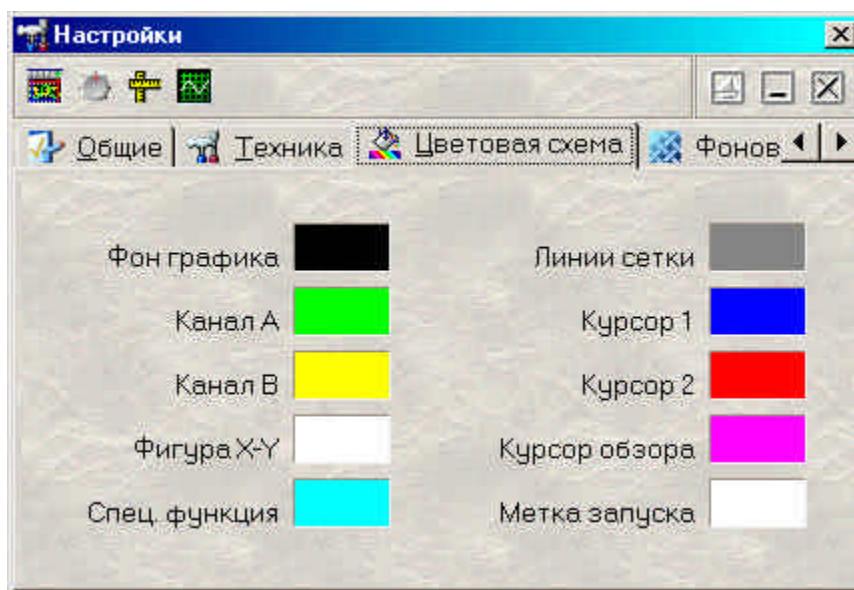 Настройки
Общие Техника Цветовая схема Фонов
Фон графика Линии сетки
Канал A Курсор 1
Канал B Курсор 2
Фигура X-Y Курсор обзора
Спец. функция Метка запуска